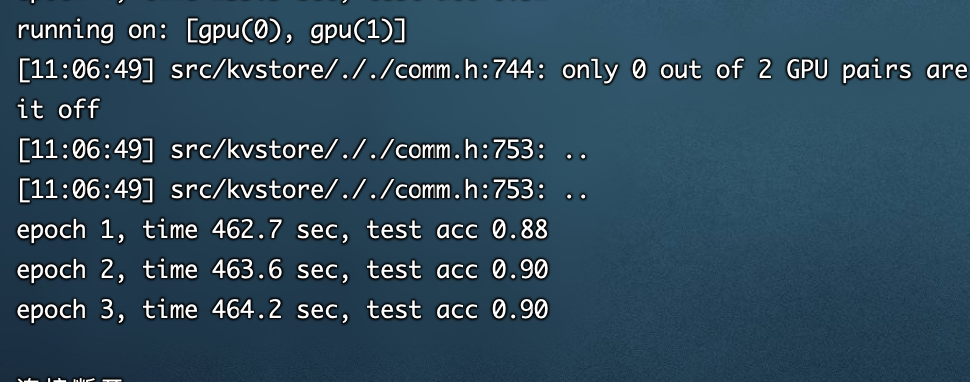 running on: [gpu(0), gpu(1)]
[11:06:49] src/kvstore/././comm.h:744: only 0 out of 2 GPU pairs are
it off
[11:06:49] src/kvstore/././comm.h:753: ..
[11:06:49] src/kvstore/././comm.h:753: ..
epoch 1, time 462.7 sec, test acc 0.88
epoch 2, time 463.6 sec, test acc 0.90
epoch 3, time 464.2 sec, test acc 0.90